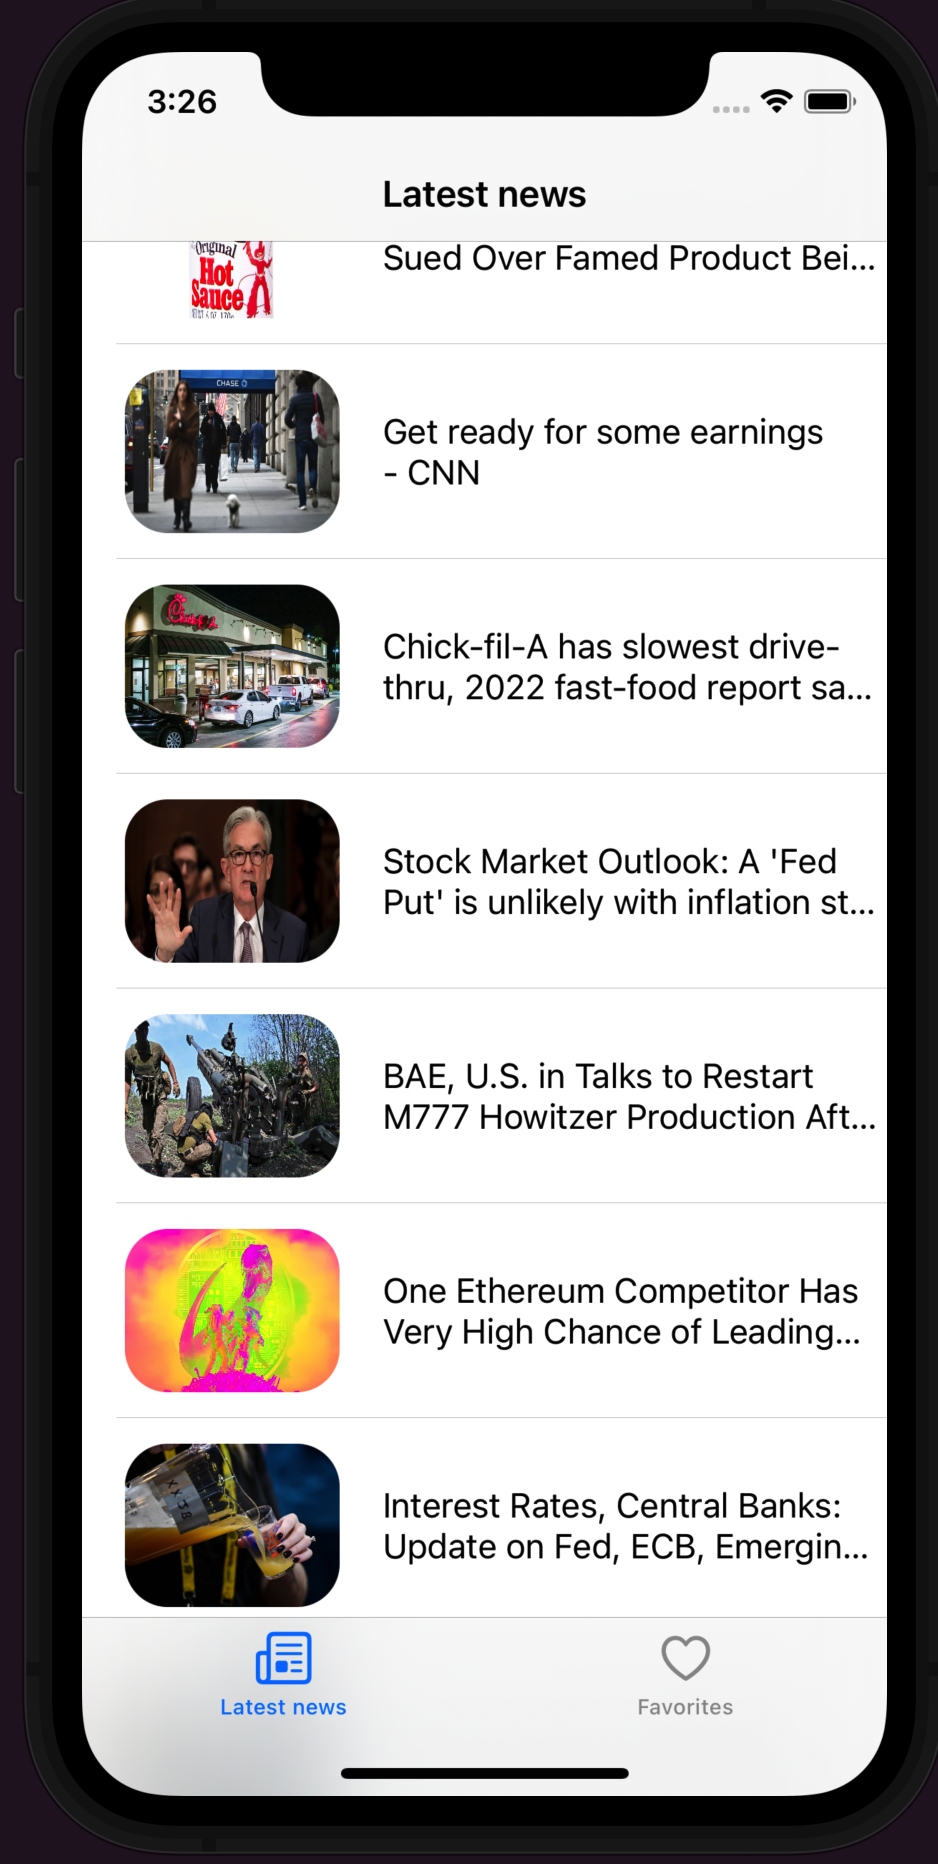 3:26
Latest news
Original
Hot
Sauce
Sued Over Famed Product Bei...
CHASE
Get ready for some earnings
- CNN
Chick-fil-A
Chick-fil-A has slowest drive-
thru, 2022 fast-food report sa...
Stock Market Outlook: A 'Fed
Put' is unlikely with inflation st...
BAE, U.S. in Talks to Restart
M777 Howitzer Production Aft...
One Ethereum Competitor Has
Very High Chance of Leading...
Interest Rates, Central Banks:
Update on Fed, ECB, Emergin...
Latest news
Favorites